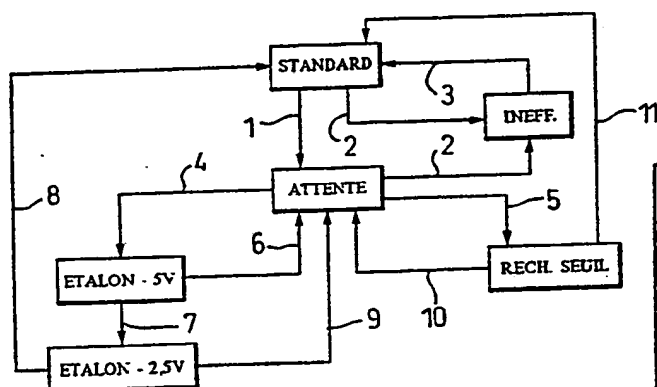 STANDARD
3
11
1
2
INEFF.
4
2
8
ATTENTE
5
6
ETALON - 5V
RECH. SEUIL
10
7
9
ETALON - 2,5V